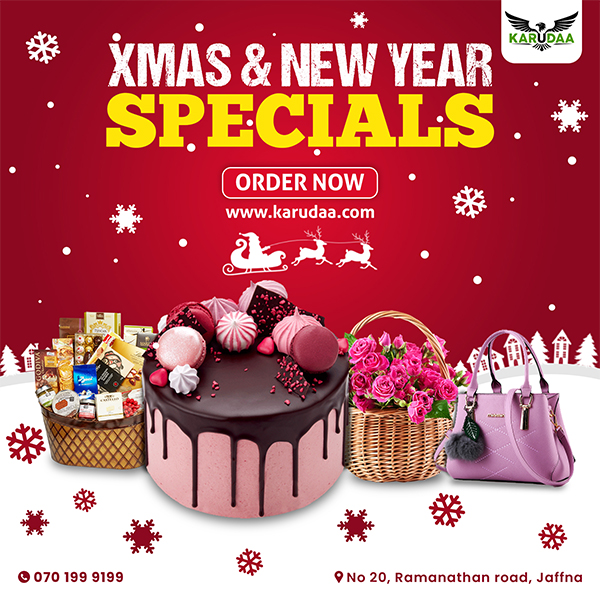 KARUDAA
XMAS & NEW YEAR
SPECIALS
ORDER NOW
www.karudaa.com
070 199 9199
No 20, Ramanathan road, Jaffna